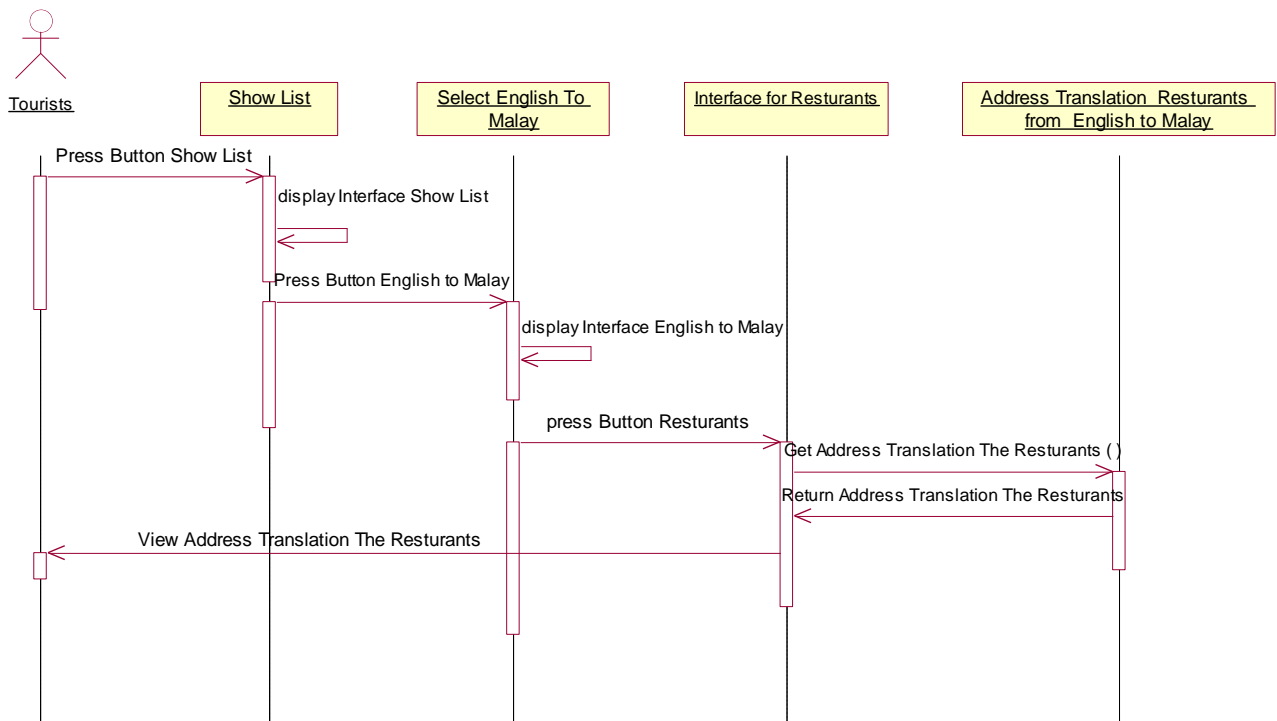 Tourists
Show List
Select English To
Malay
Interface for Resturants
Address Translation Resturants
from English to Malay
Press Button Show List
display Interface Show List
Press Button English to Malay
display Interface English to Malay
press Button Resturants
Get Address Translation The Resturants ( )
Return Address Translation The Resturants
View Address Translation The Resturants